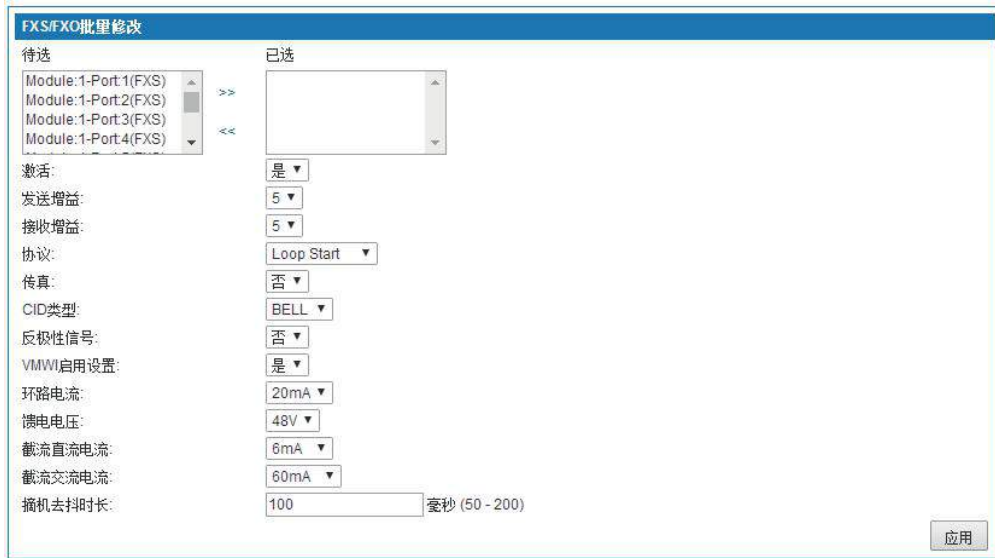 FXS/FXO批量修改
待选 已选
Module:1-Port:1(FXS)
Module:1-Port:2(FXS) >>
Module:1-Port:3(FXS)
Module:1-Port:4(FXS) <<
激活: 是
发送增益: 5
接收增益: 5
协议: Loop Start
传真: 否
CID类型: BELL
反极性信号: 否
VMWI启用设置: 是
环路电流: 20mA
馈电电压: 48V
截流直流电流: 6mA
截流交流电流: 60mA
摘机去抖时长: 100 毫秒 (50 - 200)
应用